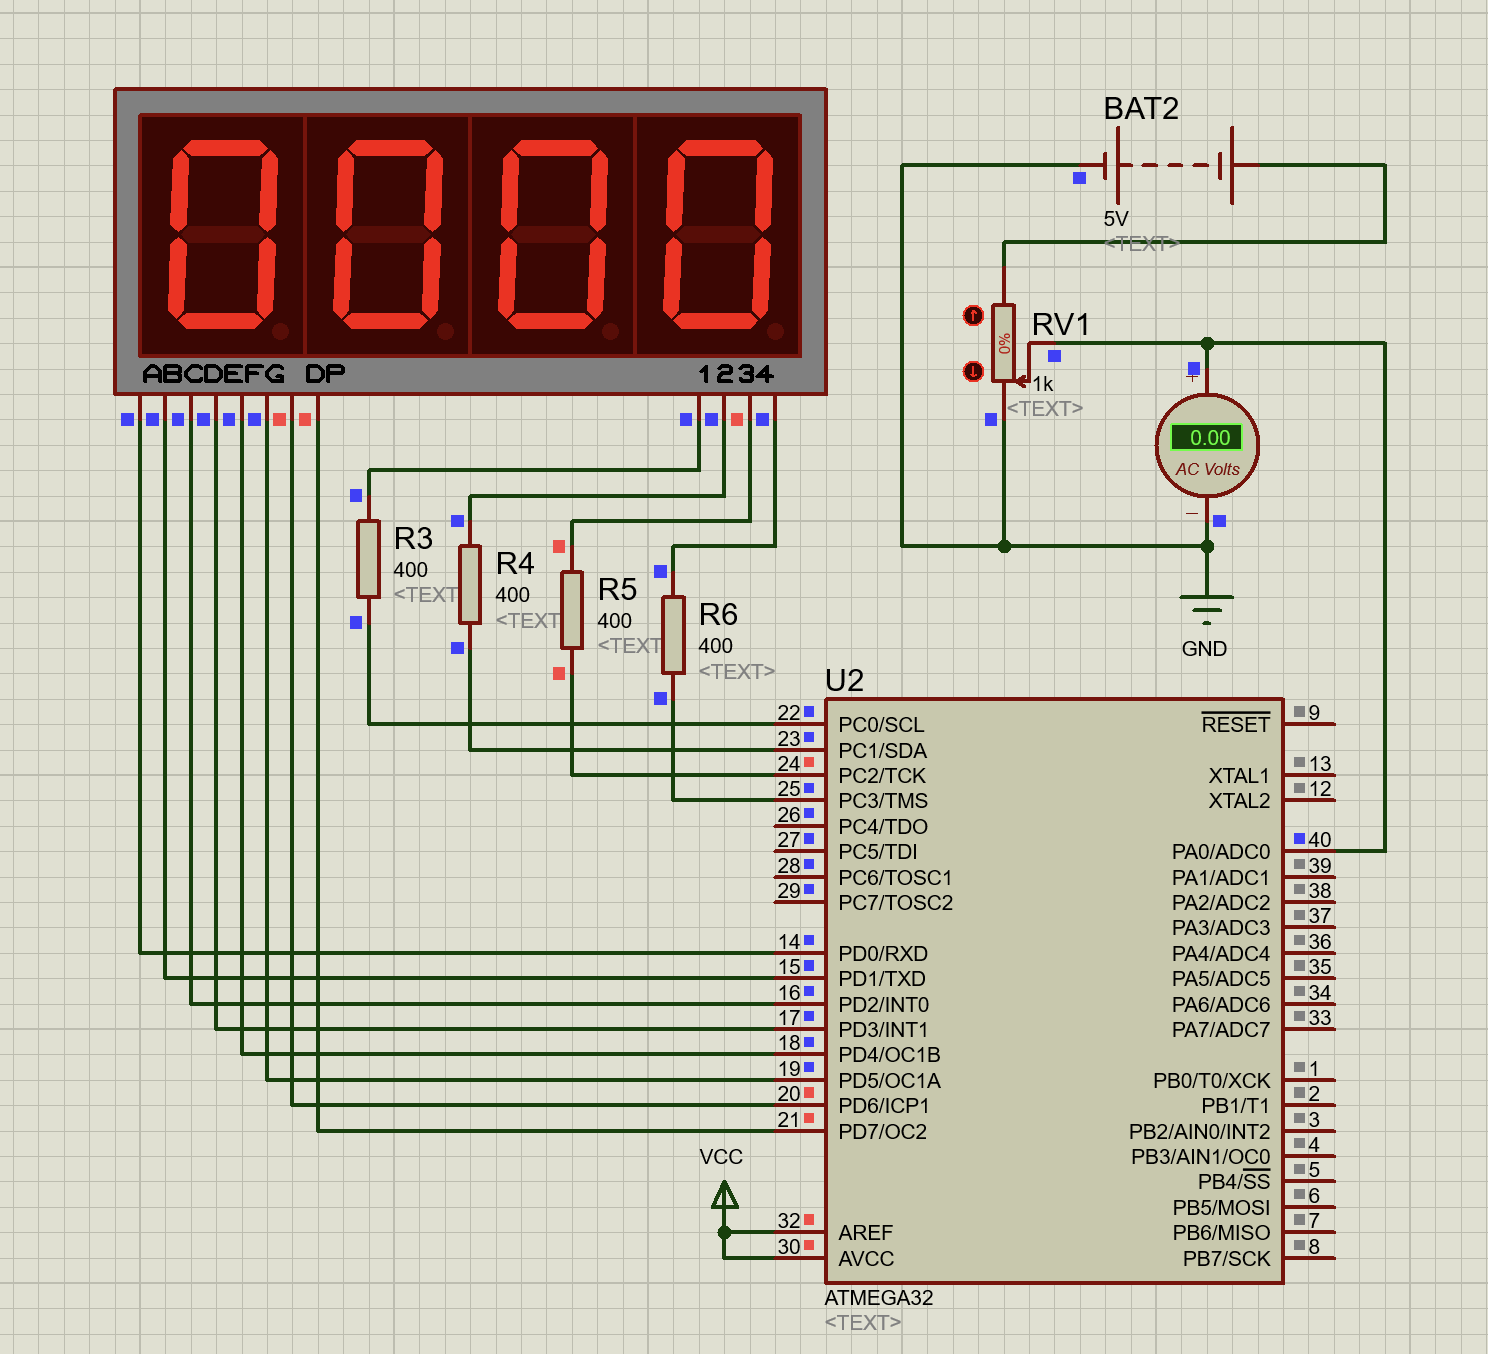 0000
ABCDEFG DP
1234
BAT2
5V
<TEXT>
RV1
0%
1k
<TEXT>
+
0.00
AC Volts
−
GND
R3
400
<TEXT
R4
400
<TEXT
R5
400
<TEXT
R6
400
<TEXT>
U2
22 PC0/SCL RESET 9
23 PC1/SDA
24 PC2/TCK XTAL1 13
25 PC3/TMS XTAL2 12
26 PC4/TDO
27 PC5/TDI PA0/ADC0 40
28 PC6/TOSC1 PA1/ADC1 39
29 PC7/TOSC2 PA2/ADC2 38
PA3/ADC3 37
14 PD0/RXD PA4/ADC4 36
15 PD1/TXD PA5/ADC5 35
16 PD2/INT0 PA6/ADC6 34
17 PD3/INT1 PA7/ADC7 33
18 PD4/OC1B
19 PD5/OC1A PB0/T0/XCK 1
20 PD6/ICP1 PB1/T1 2
21 PD7/OC2 PB2/AIN0/INT2 3
VCC
PB3/AIN1/OC0 4
PB4/SS 5
PB5/MOSI 6
32 AREF PB6/MISO 7
30 AVCC PB7/SCK 8
ATMEGA32
<TEXT>